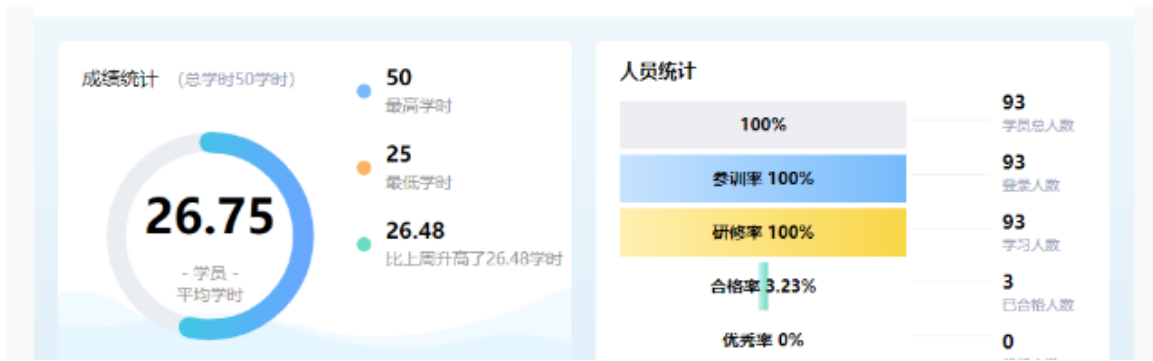 成绩统计 (总学时50学时)
50
最高学时
25
最低学时
26.48
比上周升高了26.48学时
26.75
- 学员 -
平均学时
人员统计
100%
参训率 100%
研修率 100%
合格率 3.23%
优秀率 0%
93
学员总人数
93
登录人数
93
学习人数
3
已合格人数
0